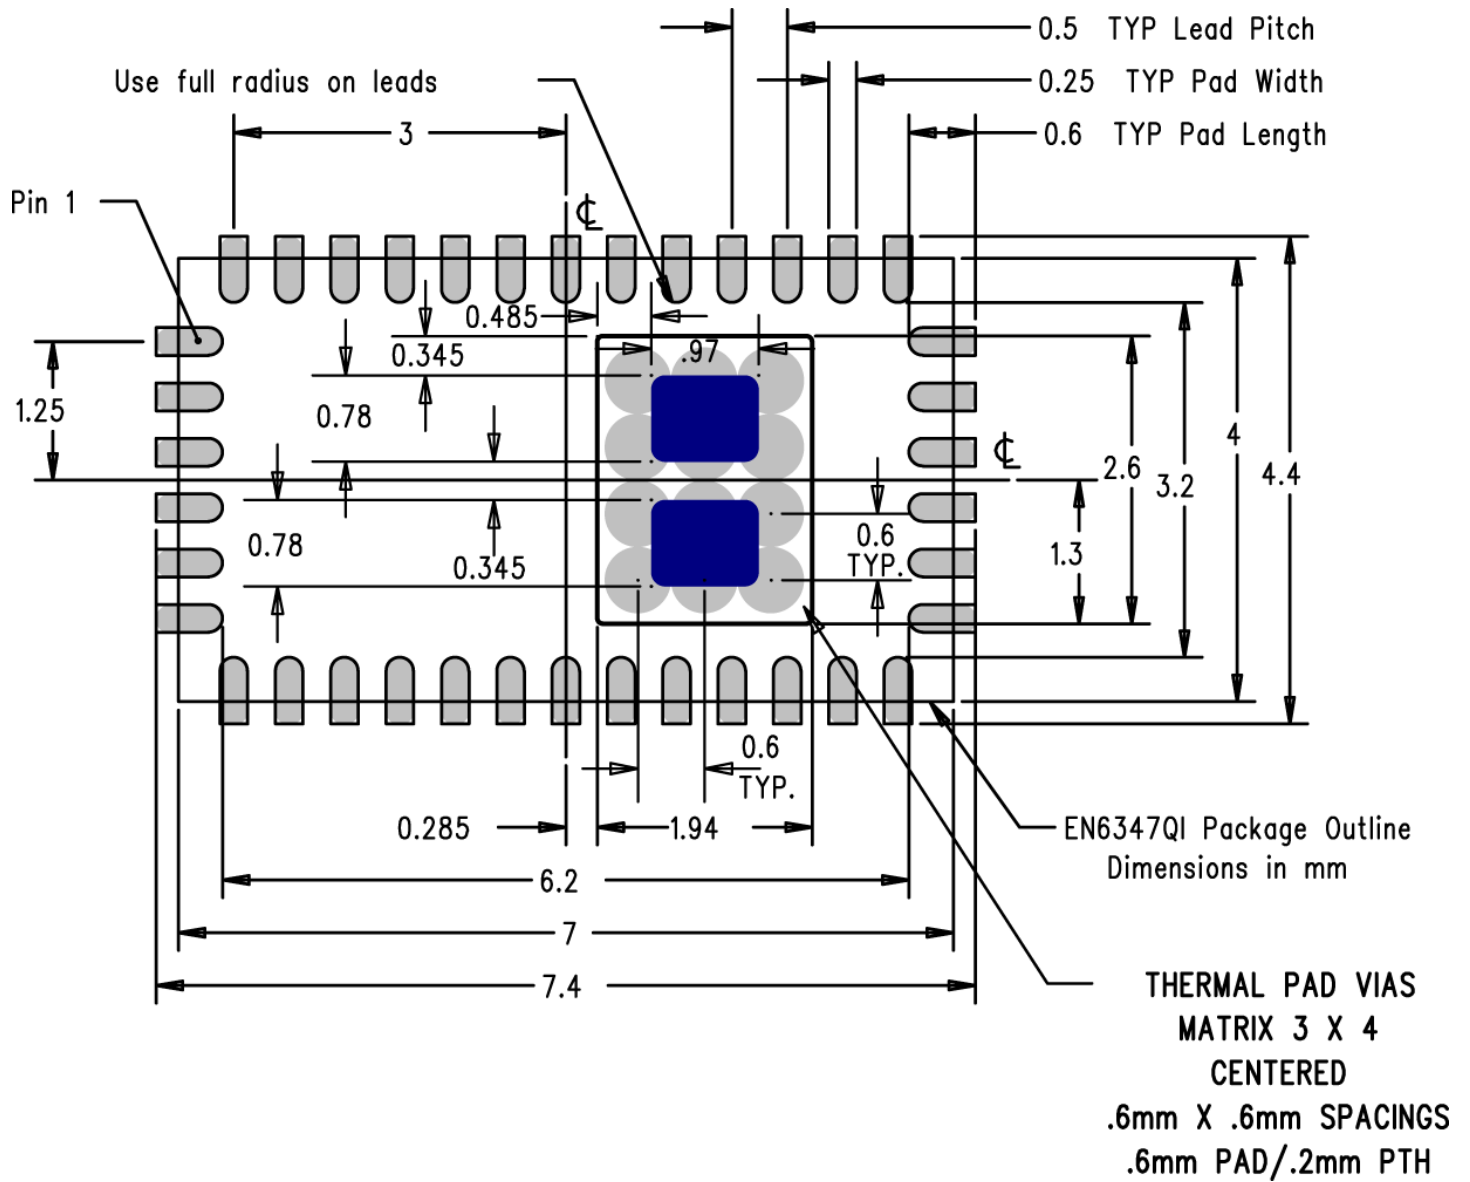 0.5 TYP Lead Pitch
Use full radius on leads
0.25 TYP Pad Width
3
0.6 TYP Pad Length
Pin 1
℄
0.485
0.345
.97
1.25
0.78
℄
4
2.6
3.2
4.4
0.78
0.345
0.6
TYP.
1.3
0.6
TYP.
0.285
1.94
EN6347QI Package Outline
Dimensions in mm
6.2
7
7.4
THERMAL PAD VIAS
MATRIX 3 X 4
CENTERED
.6mm X .6mm SPACINGS
.6mm PAD/.2mm PTH